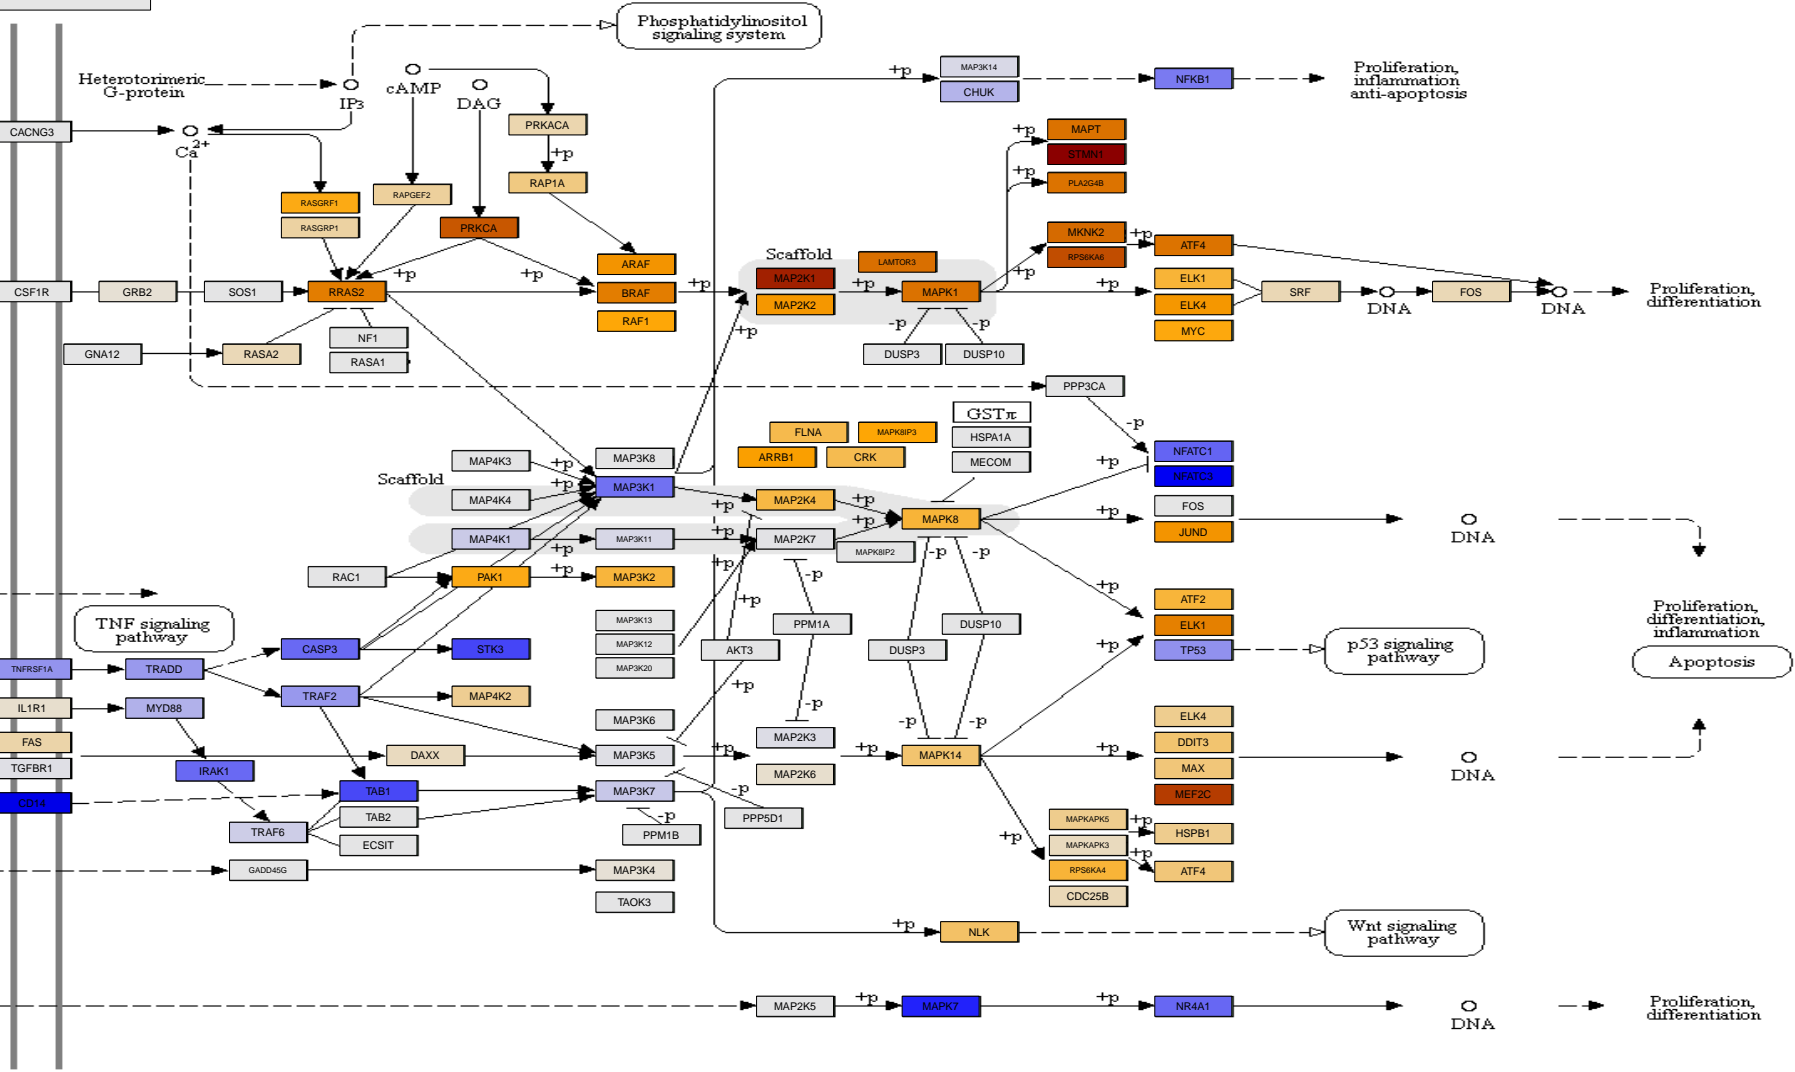 Phosphatidylinositol
signaling system
Heterotorimeric
G-protein
IP3
cAMP
DAG
Ca2+
CACNG3
PRKACA
+p
RAP1A
RASGRF1
RASGRP1
RAPGEF2
PRKCA
+p
+p
ARAF
BRAF
RAF1
+p
CSF1R
GRB2
SOS1
RRAS2
GNA12
RASA2
NF1
RASA1
+p
MAP3K14
CHUK
NFKB1
Proliferation,
inflammation
anti-apoptosis
+p
MAPT
STMN1
+p
PLA2G4B
Scaffold
LAMTOR3
MAP2K1
MAP2K2
+p
MAPK1
+p
MKNK2
RPS6KA6
+p
ATF4
+p
ELK1
ELK4
MYC
SRF
DNA
FOS
DNA
Proliferation,
differentiation
+p
-p
-p
DUSP3
DUSP10
PPP3CA
-p
GSTπ
HSPA1A
MECOM
FLNA
MAPK8IP3
ARRB1
CRK
NFATC1
NFATC3
+p
MAP4K3
+p
MAP3K8
Scaffold
MAP4K4
+p
MAP3K1
+p
MAP2K4
+p
MAPK8
+p
FOS
JUND
DNA
MAP4K1
+p
MAP3K11
+p
MAP2K7
+p
MAPK8IP2
-p
-p
RAC1
PAK1
+p
MAP3K2
+p
-p
+p
+p
ATF2
ELK1
TP53
p53 signaling
pathway
Proliferation,
differentiation,
inflammation
Apoptosis
TNF signaling
pathway
MAP3K13
MAP3K12
MAP3K20
PPM1A
AKT3
DUSP3
DUSP10
CASP3
STK3
TNFRSF1A
TRADD
TRAF2
MAP4K2
+p
IL1R1
MYD88
MAP3K6
-p
MAP2K3
-p
-p
FAS
DAXX
MAP3K5
+p
MAP2K6
+p
MAPK14
+p
ELK4
DDIT3
MAX
MEF2C
DNA
TGFBR1
IRAK1
CD14
TAB1
MAP3K7
-p
TAB2
TRAF6
ECSIT
-p
PPM1B
PPP5D1
+p
MAPKAPK5
+p
HSPB1
MAPKAPK3
+p
RPS6KA4
ATF4
CDC25B
GADD45G
MAP3K4
TAOK3
+p
NLK
Wnt signaling
pathway
MAP2K5
+p
MAPK7
+p
NR4A1
DNA
Proliferation,
differentiation